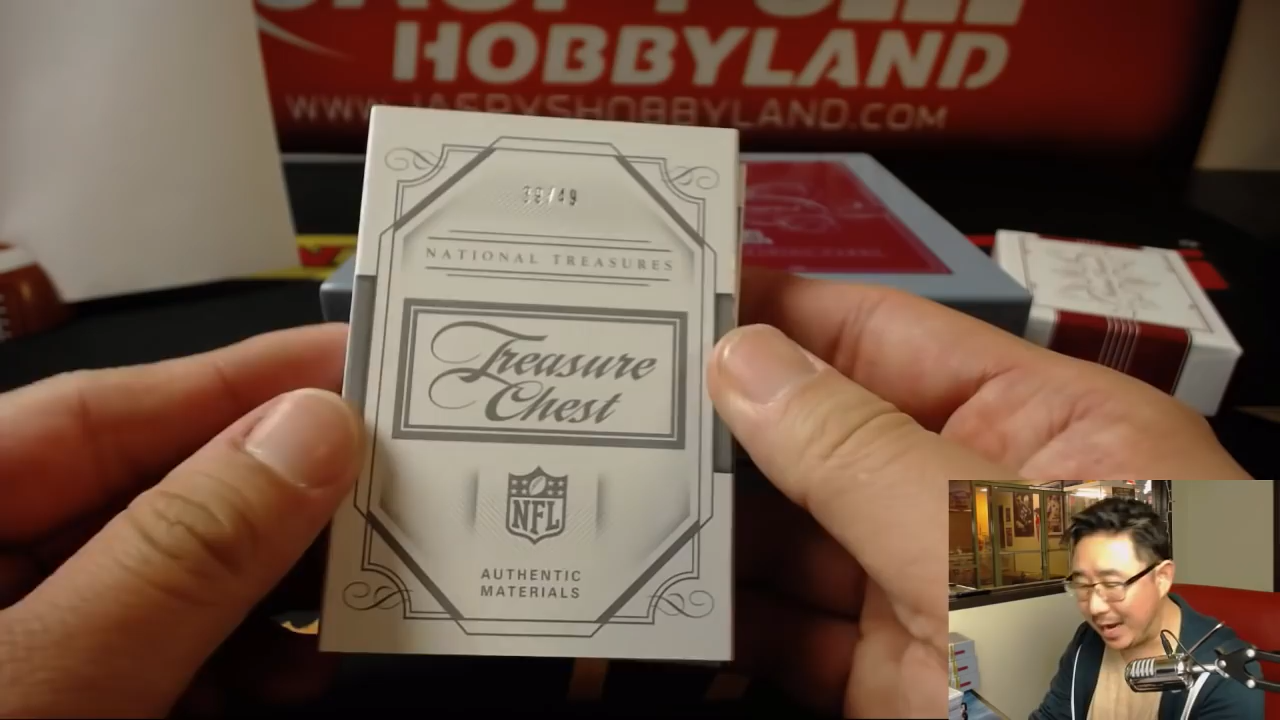 HOBBYLAND
WWW.JASPYSHOBBYLAND.COM
39/49
NATIONAL TREASURES
Treasure
Chest
NFL
AUTHENTIC
MATERIALS